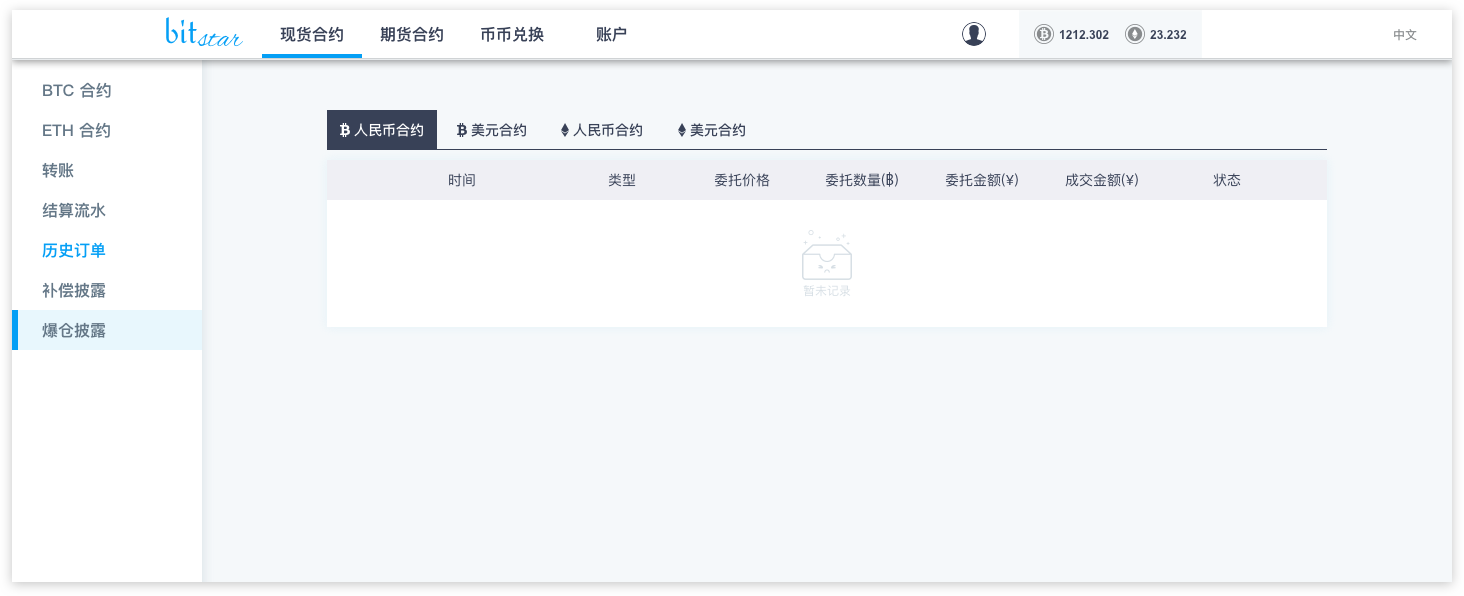 bitstar 现货合约 期货合约 币币兑换 账户 1212.302 23.232 中文
BTC 合约
ETH 合约
转账
结算流水
历史订单
补偿披露
爆仓披露
人民币合约 美元合约 人民币合约 美元合约
时间 类型 委托价格 委托数量(฿) 委托金额(¥) 成交金额(¥) 状态
暂未记录